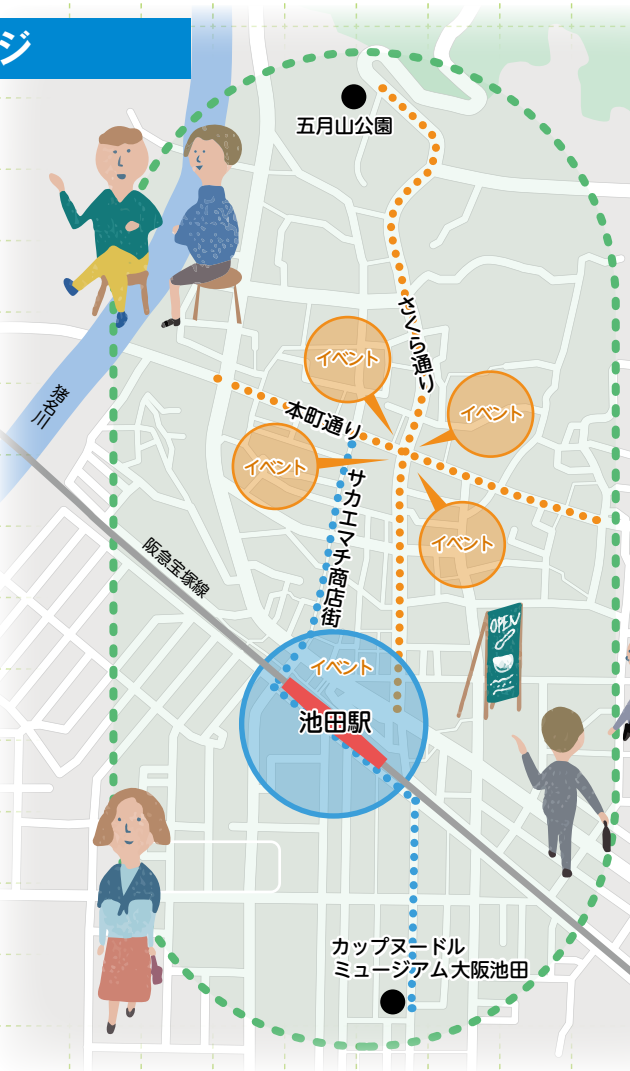 ジ
五月山公園
さくら通り
イベント
イベント
本町通り
イベント
猪名川
サカエマチ商店街
イベント
阪急宝塚線
OPEN
イベント
池田駅
カップヌードル
ミュージアム大阪池田